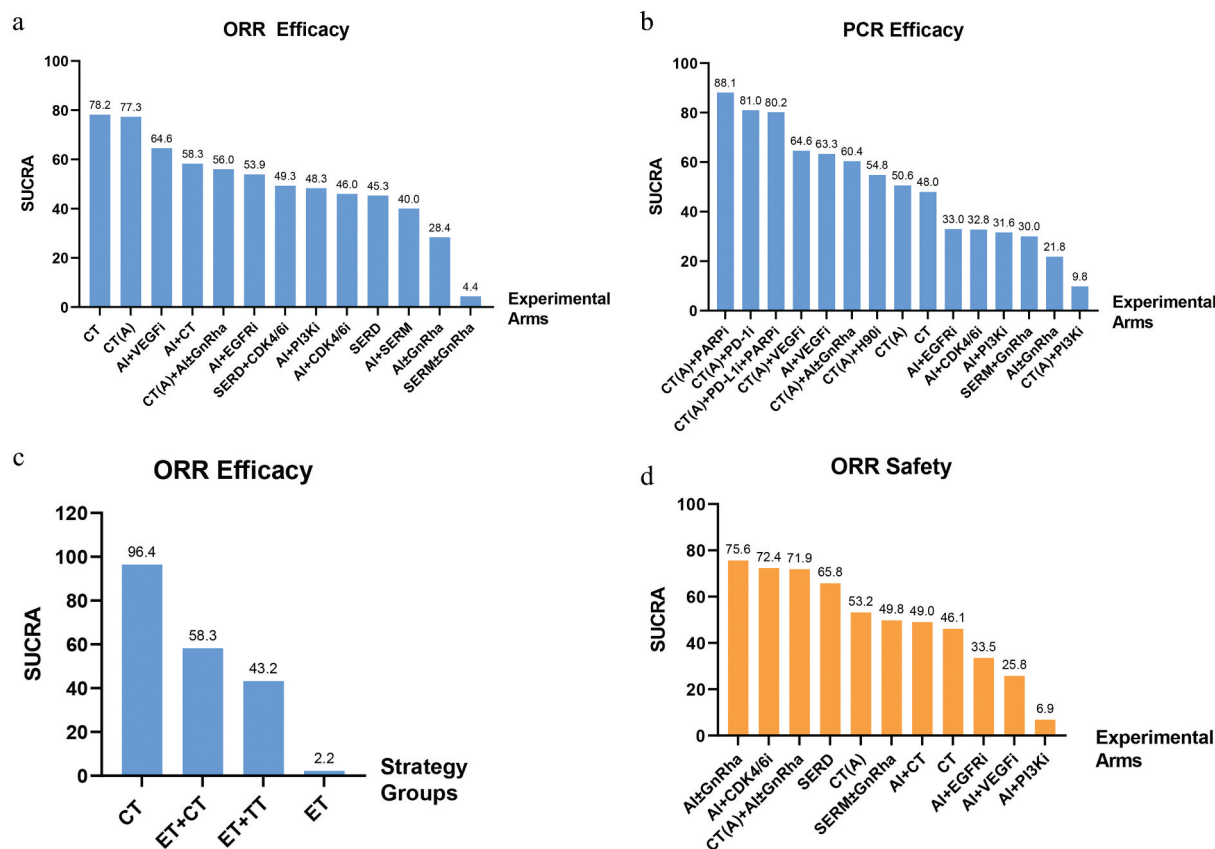 a
ORR Efficacy
SUCRA
100
80
60
40
20
0
78.2
77.3
64.6
58.3
56.0
53.9
49.3
48.3
46.0
45.3
40.0
28.4
4.4
CT
CT(A)
AI+VEGFi
AI+CT
CT(A)+AI±GnRha
AI+EGFRi
SERD+CDK4/6i
AI+PI3Ki
AI+CDK4/6i
SERD
AI+SERM
AI±GnRha
SERM±GnRha
Experimental
Arms
b
PCR Efficacy
SUCRA
100
80
60
40
20
0
88.1
81.0
80.2
64.6
63.3
60.4
54.8
50.6
48.0
33.0
32.8
31.6
30.0
21.8
9.8
CT(A)+PARPi
CT(A)+PD-1i
CT(A)+PD-L1i+PARPi
CT(A)+VEGFi
AI+VEGFi
CT(A)+AI±GnRha
CT(A)+H90i
CT(A)
CT
AI+EGFRi
AI+CDK4/6i
AI+PI3Ki
SERM+GnRha
AI±GnRha
CT(A)+PI3Ki
Experimental
Arms
c
ORR Efficacy
SUCRA
120
100
80
60
40
20
0
96.4
58.3
43.2
2.2
CT
ET+CT
ET+TT
ET
Strategy
Groups
d
ORR Safety
SUCRA
100
80
60
40
20
0
75.6
72.4
71.9
65.8
53.2
49.8
49.0
46.1
33.5
25.8
6.9
AI±GnRha
AI+CDK4/6i
CT(A)+AI±GnRha
SERD
CT(A)
SERM±GnRha
AI+CT
CT
AI+EGFRi
AI+VEGFi
AI+PI3Ki
Experimental
Arms